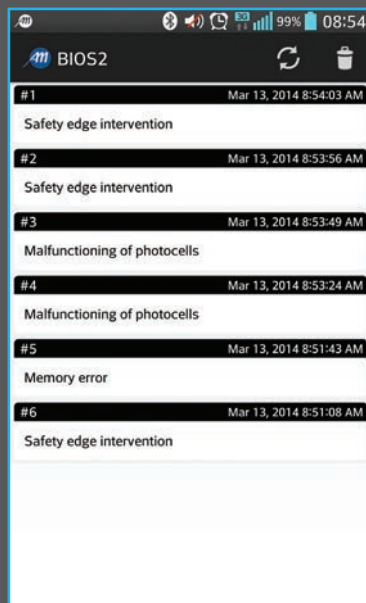 3G 99% 08:54
BIOS2
#1 Mar 13, 2014 8:54:03 AM
Safety edge intervention
#2 Mar 13, 2014 8:53:56 AM
Safety edge intervention
#3 Mar 13, 2014 8:53:49 AM
Malfunctioning of photocells
#4 Mar 13, 2014 8:53:24 AM
Malfunctioning of photocells
#5 Mar 13, 2014 8:51:43 AM
Memory error
#6 Mar 13, 2014 8:51:08 AM
Safety edge intervention